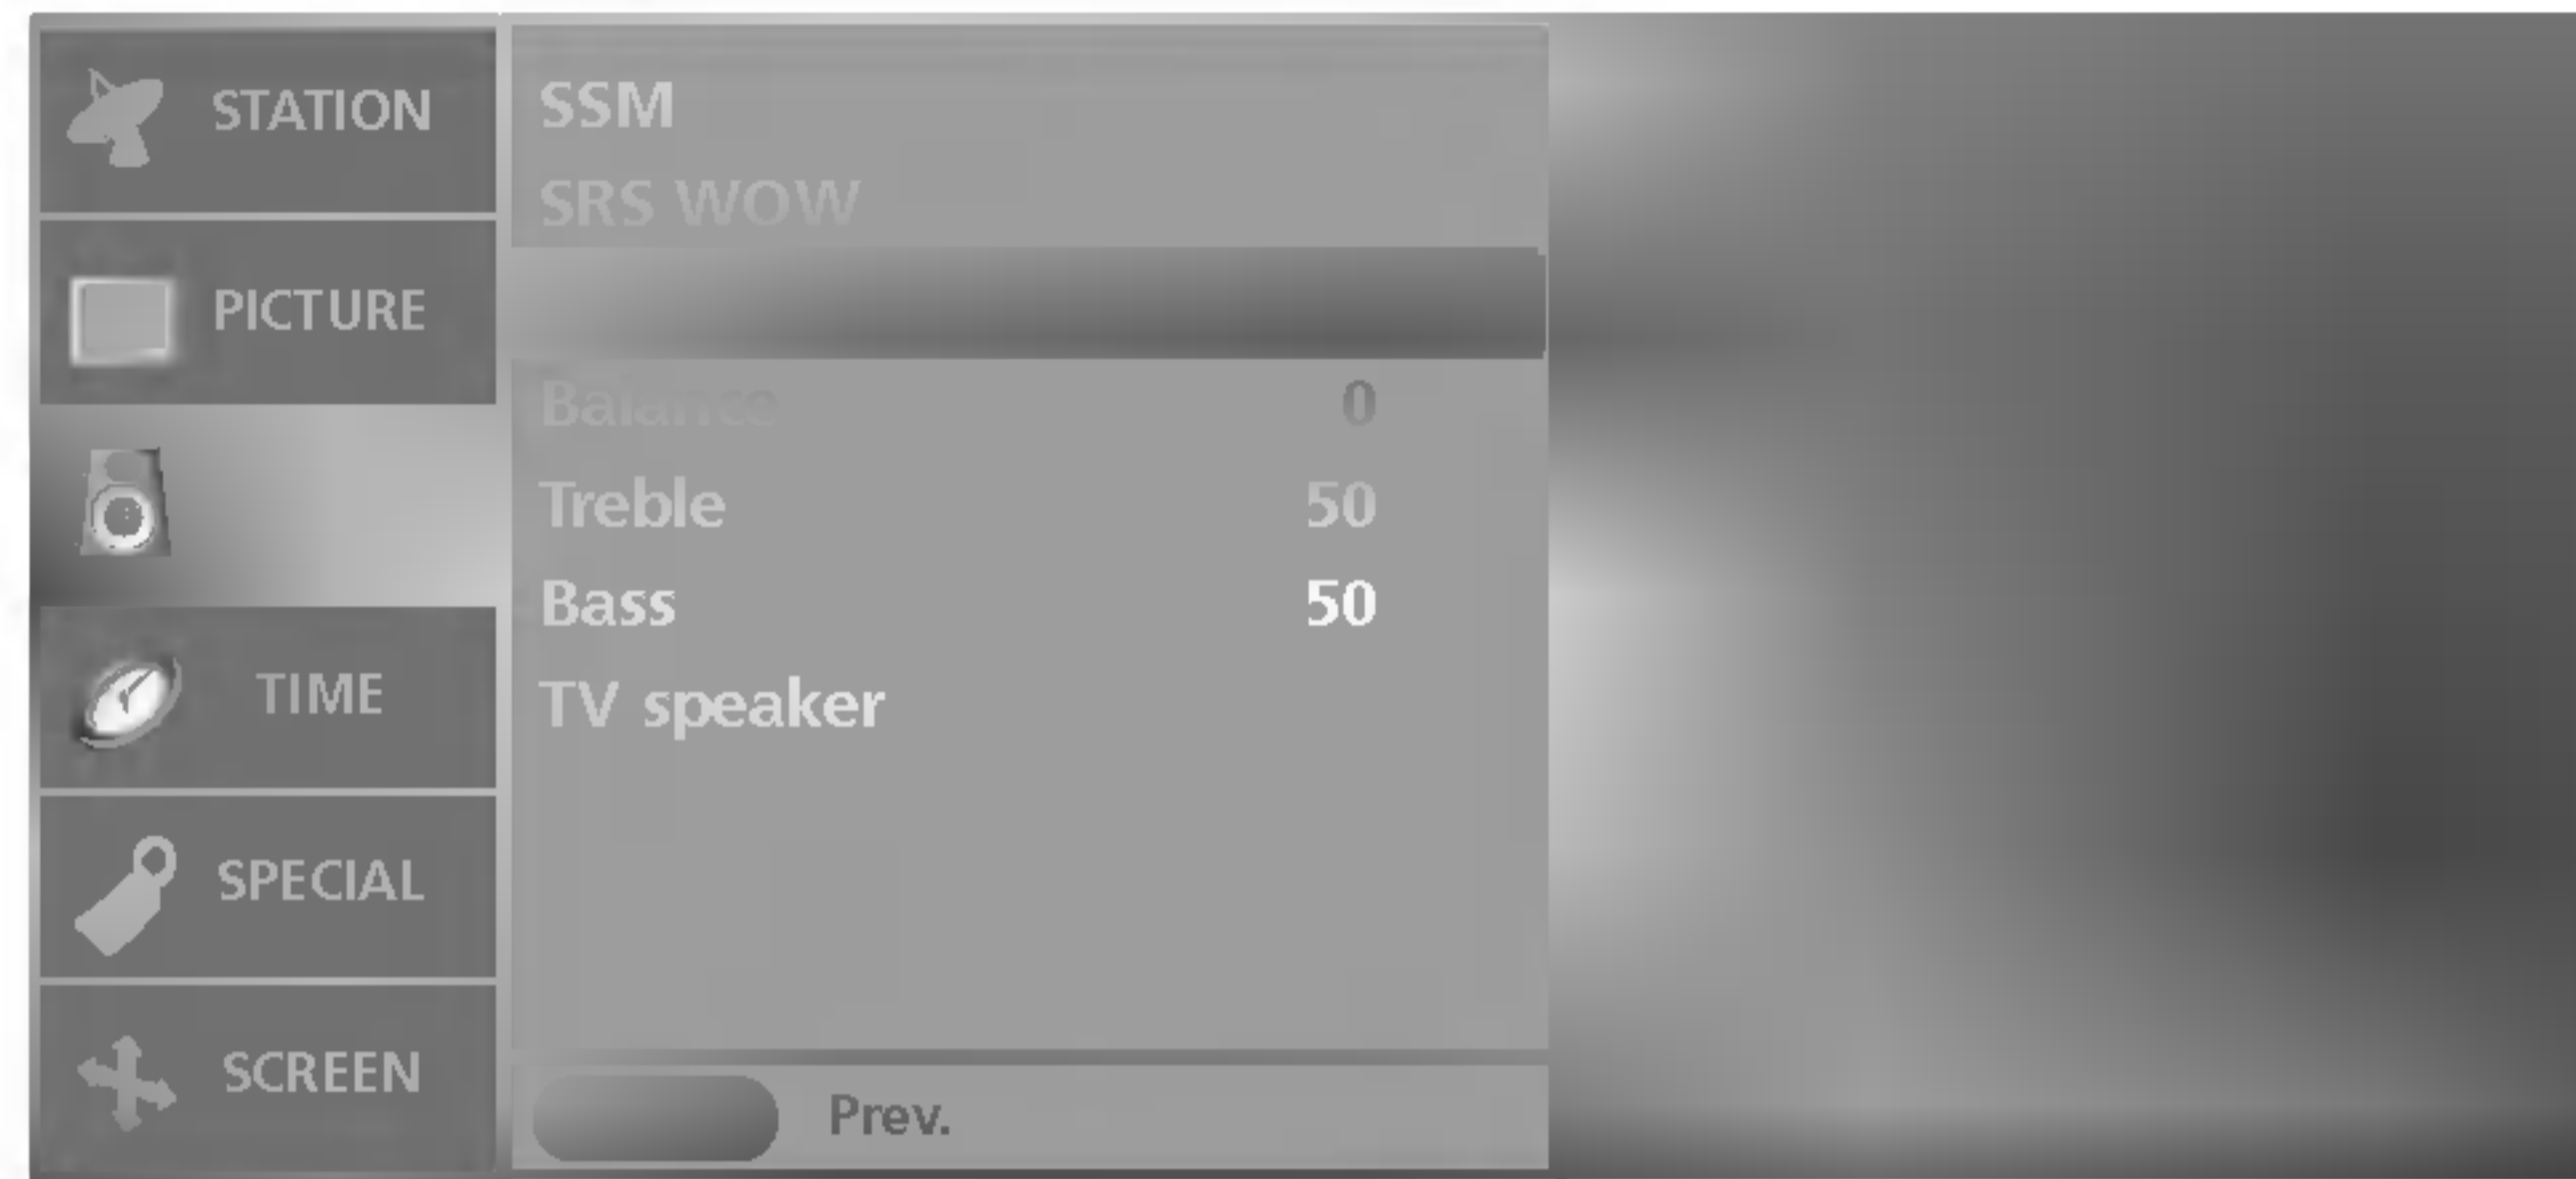 STATION
PICTURE
TIME
SPECIAL
SCREEN
SSM
SRS WOW
Balance 0
Treble 50
Bass 50
TV speaker
Prev.